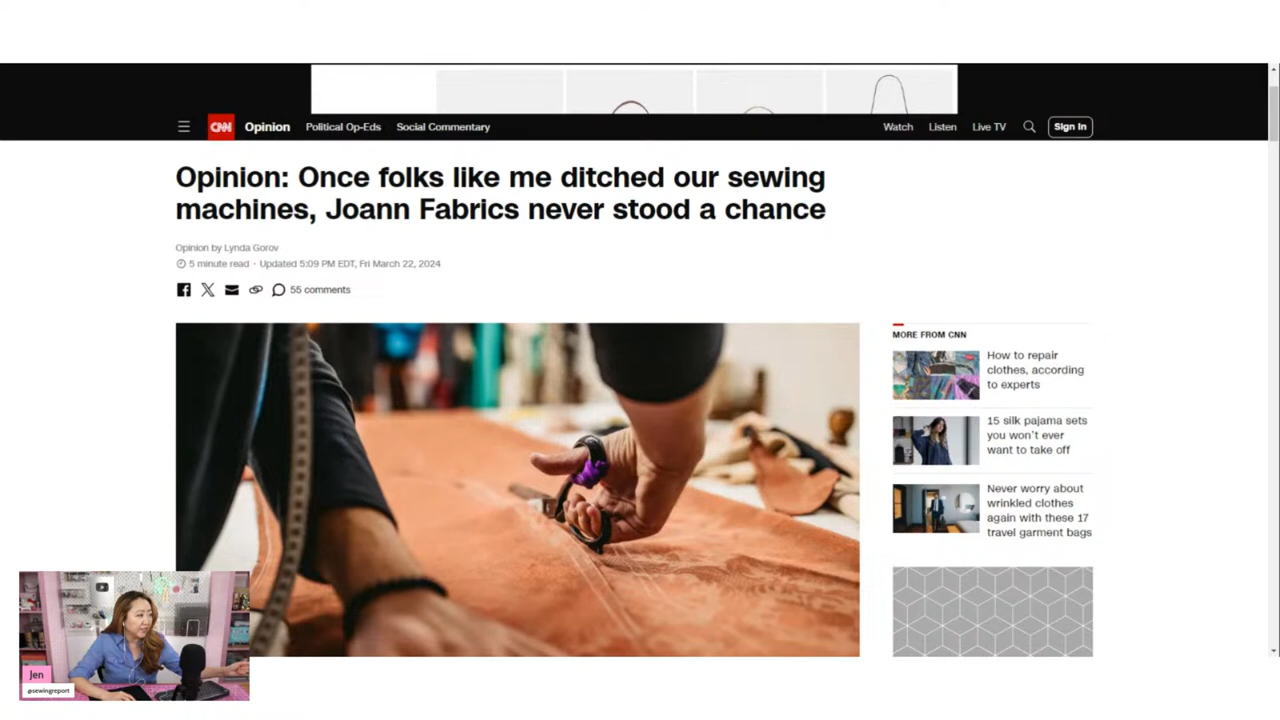 CNN Opinion Political Op-Eds Social Commentary Watch Listen Live TV Sign In
Opinion: Once folks like me ditched our sewing
machines, Joann Fabrics never stood a chance
Opinion by Lynda Gorov
5 minute read · Updated 5:09 PM EDT, Fri March 22, 2024
55 comments
MORE FROM CNN
How to repair
clothes, according
to experts
15 silk pajama sets
you won't ever
want to take off
Never worry about
wrinkled clothes
again with these 17
travel garment bags
Jen
@sewingreport